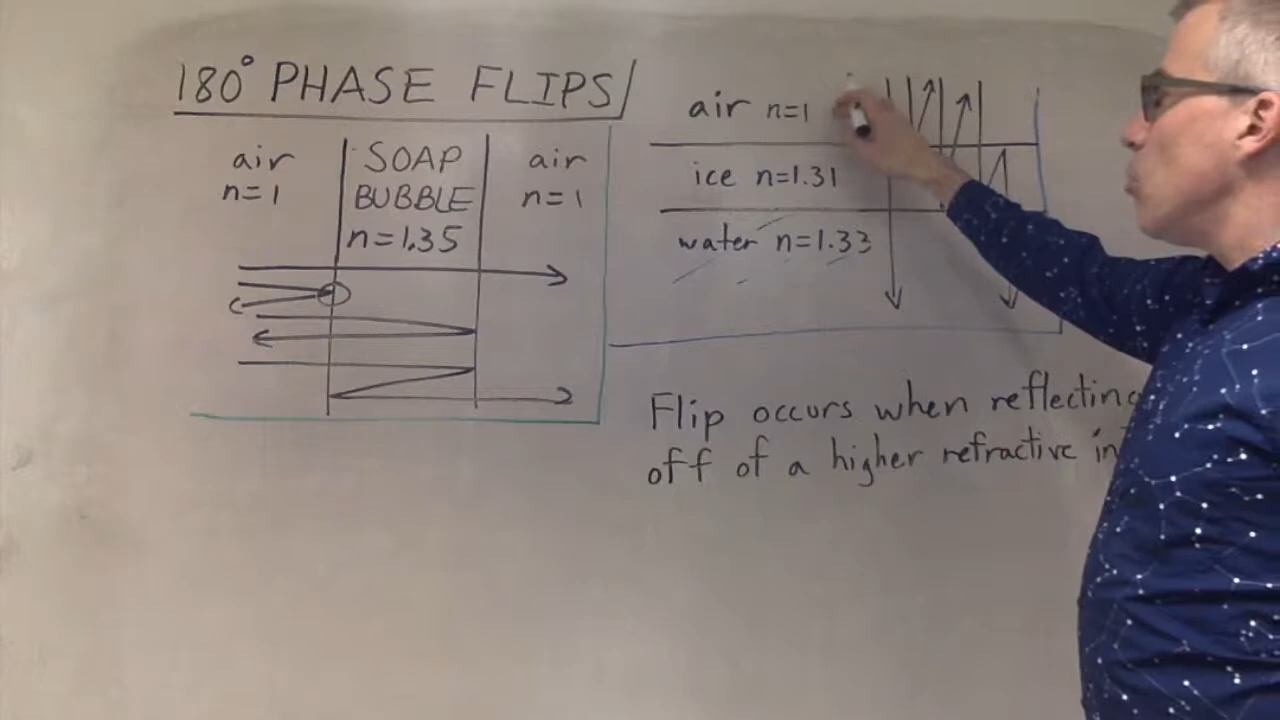 180° PHASE FLIPS
air
n=1
SOAP
BUBBLE
n=1.35
air
n=1
air n=1
ice n=1.31
water n=1.33
Flip occurs when reflecting
off of a higher refractive